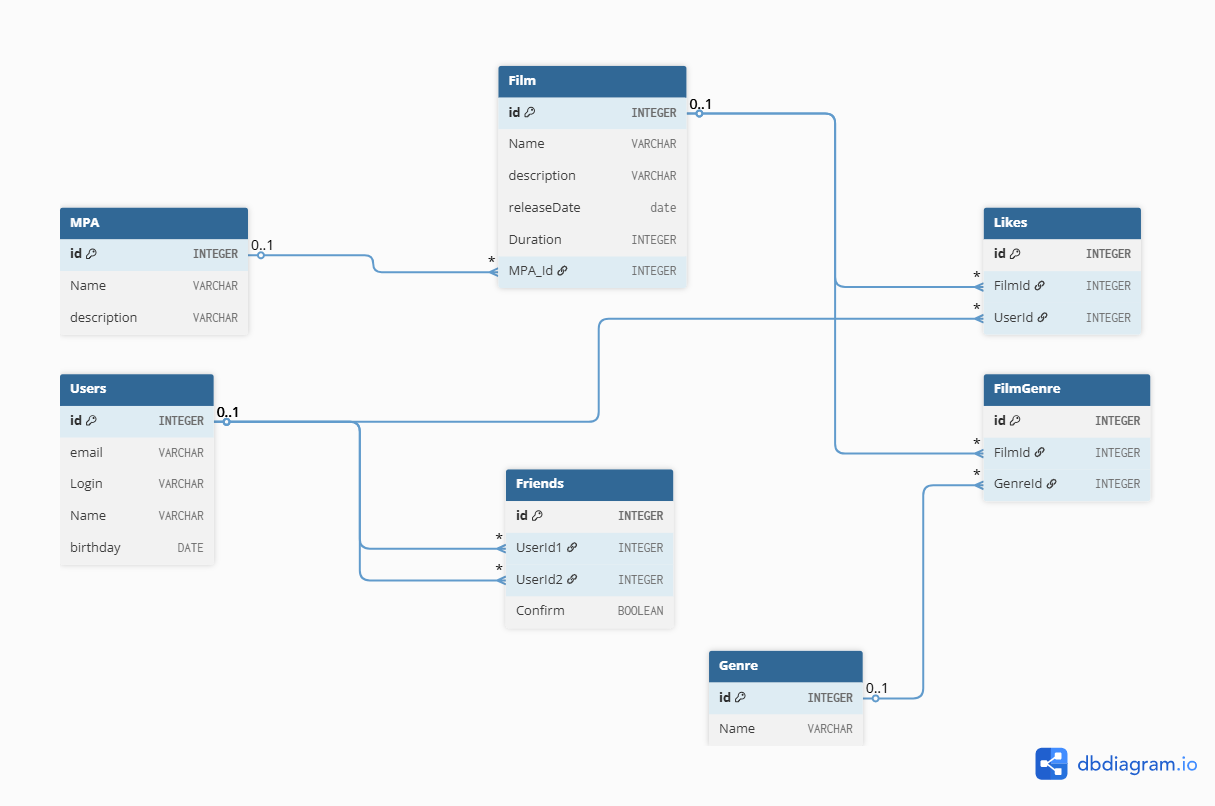 Film
id INTEGER
Name VARCHAR
description VARCHAR
releaseDate date
Duration INTEGER
MPA_Id INTEGER
0..1
*
MPA
id INTEGER
Name VARCHAR
description VARCHAR
0..1
Likes
id INTEGER
FilmId INTEGER
UserId INTEGER
*
*
Users
id INTEGER
email VARCHAR
Login VARCHAR
Name VARCHAR
birthday DATE
0..1
FilmGenre
id INTEGER
FilmId INTEGER
GenreId INTEGER
*
*
Friends
id INTEGER
UserId1 INTEGER
UserId2 INTEGER
Confirm BOOLEAN
*
*
Genre
id INTEGER
Name VARCHAR
0..1
dbdiagram.io